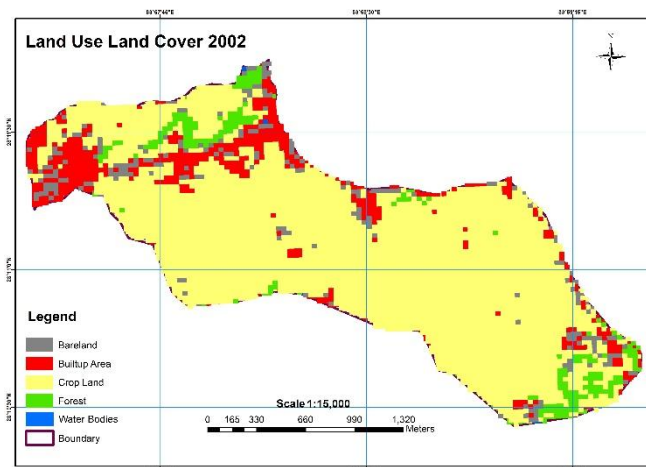 Land Use Land Cover 2002
N
Legend
Bareland
Builtup Area
Crop Land
Forest
Water Bodies
Boundary
Scale 1:15,000
0 165 330 660 990 1,320
Meters